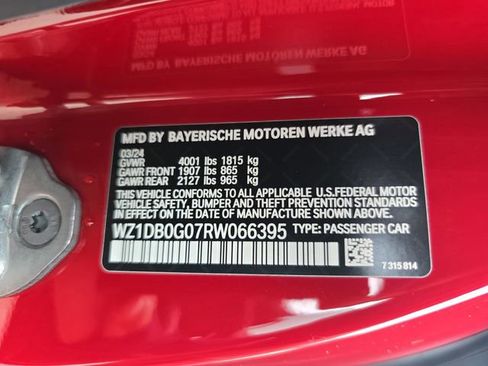 MFD BY BAYERISCHE MOTOREN WERKE AG
03/24
GVWR 4001 lbs 1815 kg
GAWR FRONT 1907 lbs 865 kg
GAWR REAR 2127 lbs 965 kg
THIS VEHICLE CONFORMS TO ALL APPLICABLE U.S.FEDERAL MOTOR
VEHICLE SAFETY, BUMPER AND THEFT PREVENTION STANDARDS
IN EFFECT ON THE DATE OF MANUFACTURE SHOWN ABOVE.
WZ1DB0G07RW066395 TYPE: PASSENGER CAR
7 315 814